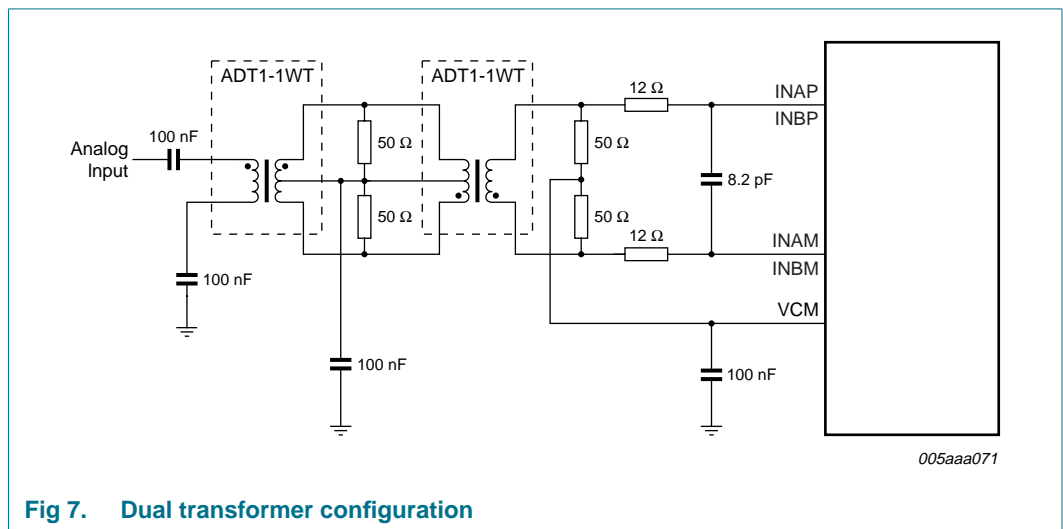 ADT1-1WT
ADT1-1WT
12 Ω
INAP
INBP
100 nF
Analog
Input
50 Ω
50 Ω
8.2 pF
50 Ω
50 Ω
12 Ω
INAM
INBM
100 nF
VCM
100 nF
100 nF
005aaa071
Fig 7. Dual transformer configuration